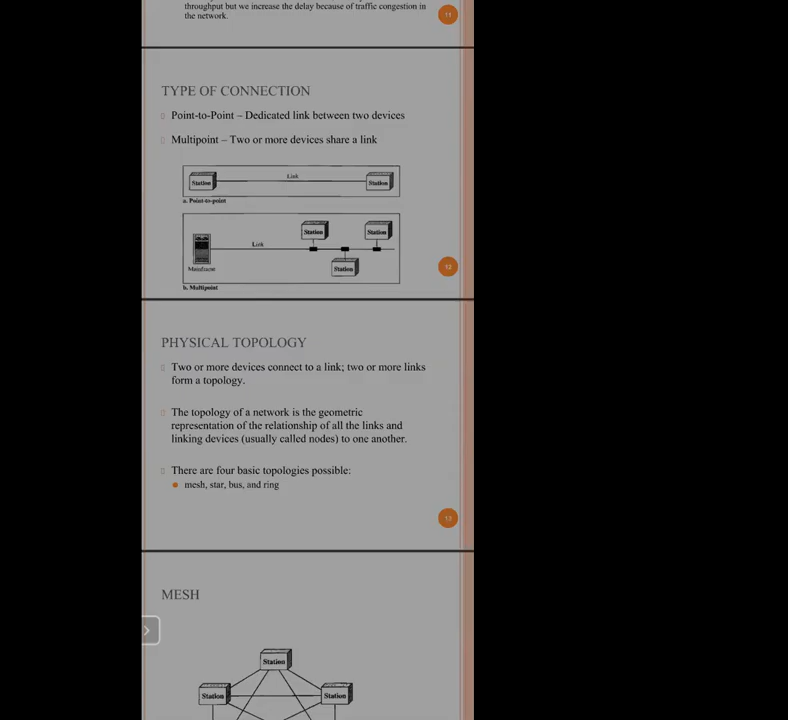 throughput but we increase the delay because of traffic congestion in
the network.
11
TYPE OF CONNECTION
Point-to-Point – Dedicated link between two devices
Multipoint – Two or more devices share a link
Link
Station
Station
a. Point-to-point
Station
Station
Link
Mainframe
Station
b. Multipoint
12
PHYSICAL TOPOLOGY
Two or more devices connect to a link; two or more links
form a topology.
The topology of a network is the geometric
representation of the relationship of all the links and
linking devices (usually called nodes) to one another.
There are four basic topologies possible:
mesh, star, bus, and ring
13
MESH
Station
Station
Station